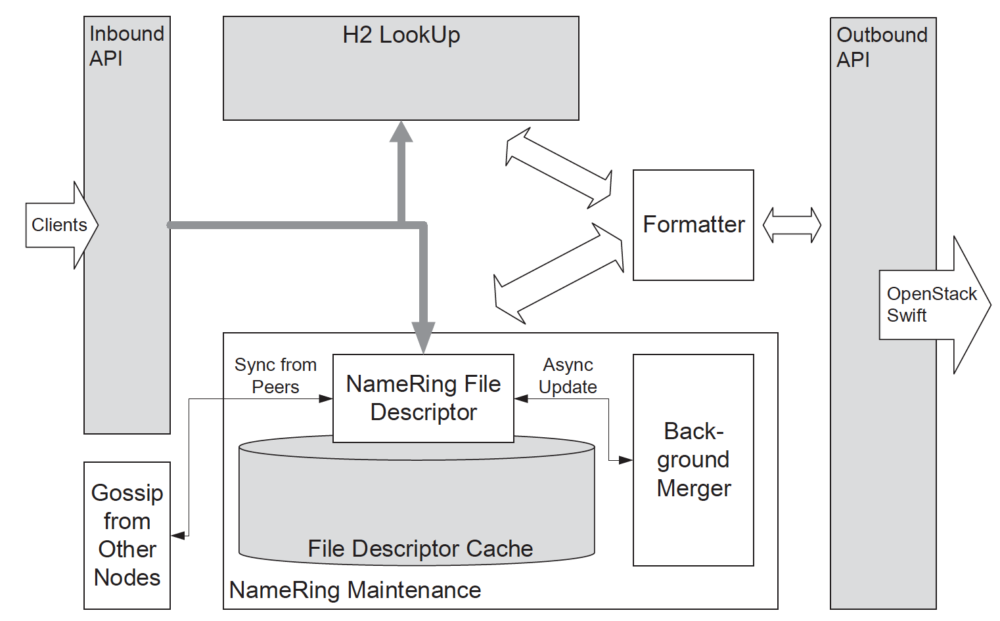 Inbound
API
H2 LookUp
Outbound
API
Clients
Formatter
OpenStack
Swift
Sync from
Peers
NameRing File
Descriptor
Async
Update
Back-
ground
Merger
Gossip
from
Other
Nodes
File Descriptor Cache
NameRing Maintenance